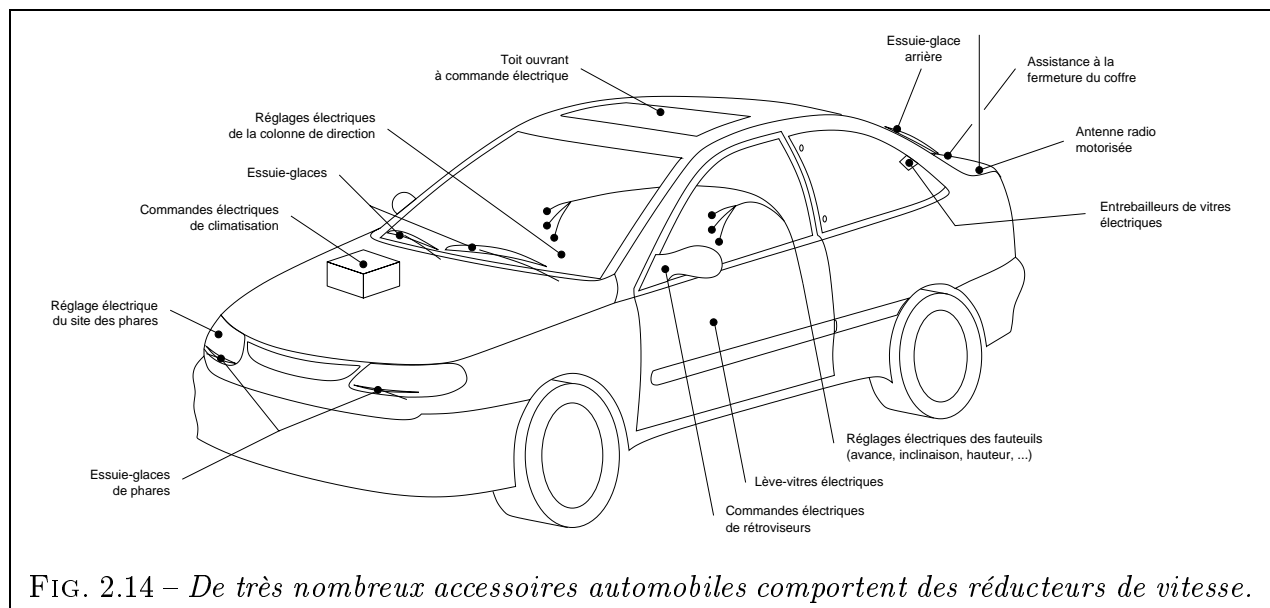 Essuie-glace
arrière
Toit ouvrant
à commande électrique
Assistance à la
fermeture du coffre
Réglages électriques
de la colonne de direction
Antenne radio
motorisée
Essuie-glaces
Commandes électriques
de climatisation
Entrebailleurs de vitres
électriques
Réglage électrique
du site des phares
Réglages électriques des fauteuils
(avance, inclinaison, hauteur, ...)
Essuie-glaces
de phares
Lève-vitres électriques
Commandes électriques
de rétroviseurs
FIG. 2.14 – De très nombreux accessoires automobiles comportent des réducteurs de vitesse.